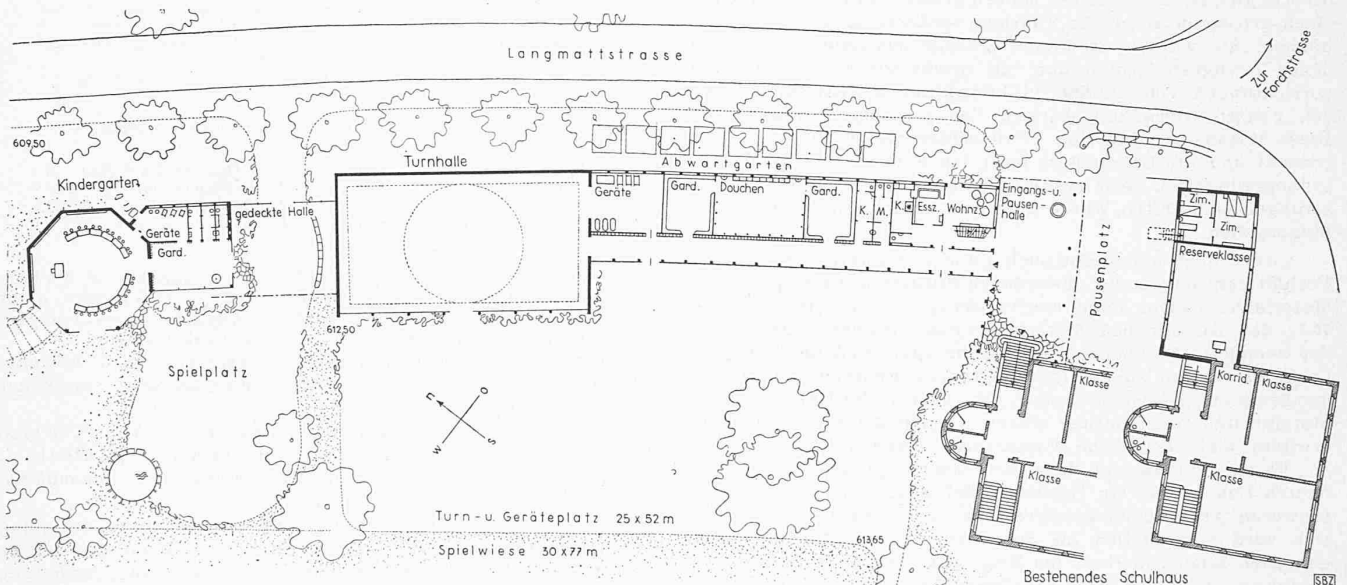 Langmattstrasse
Zur
Forchstrasse
609,50
Turnhalle
Abwartgarten
Kindergarten
Geräte
Gard.
gedeckte Halle
Geräte
Gard.
Douchen
Gard.
K.
M.
K.
Essz.
Wohnz.
Eingangs- u.
Pausen-
halle
Zim.
Zim.
Reserveklasse
Pausenplatz
612,50
Spielplatz
n
o
w
s
Klasse
Klasse
Korrid.
Klasse
Klasse
Klasse
Turn- u. Geräteplatz 25 x 52 m
Spielwiese 30 x 77 m
613,65
Bestehendes Schulhaus
SBZ